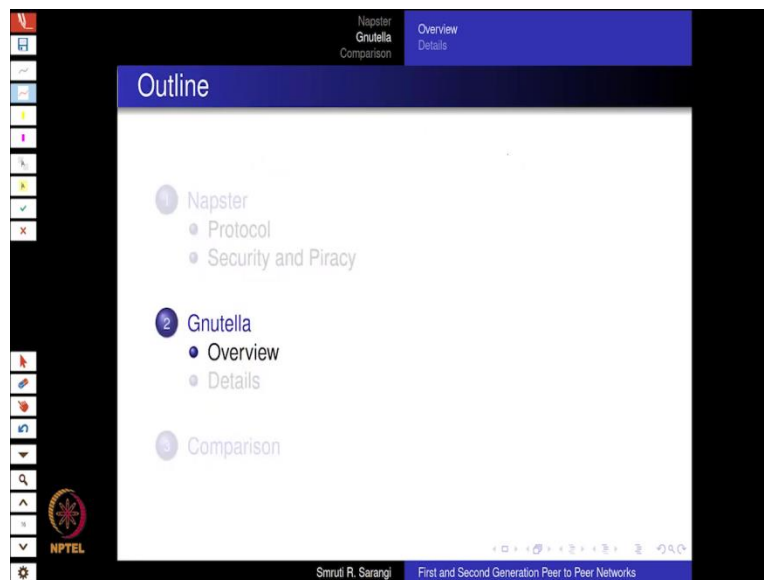 Napster
Gnutella
Comparison
Overview
Details
Outline
1 Napster
Protocol
Security and Piracy
2 Gnutella
Overview
Details
3 Comparison
NPTEL
Smruti R. Sarangi
First and Second Generation Peer to Peer Networks